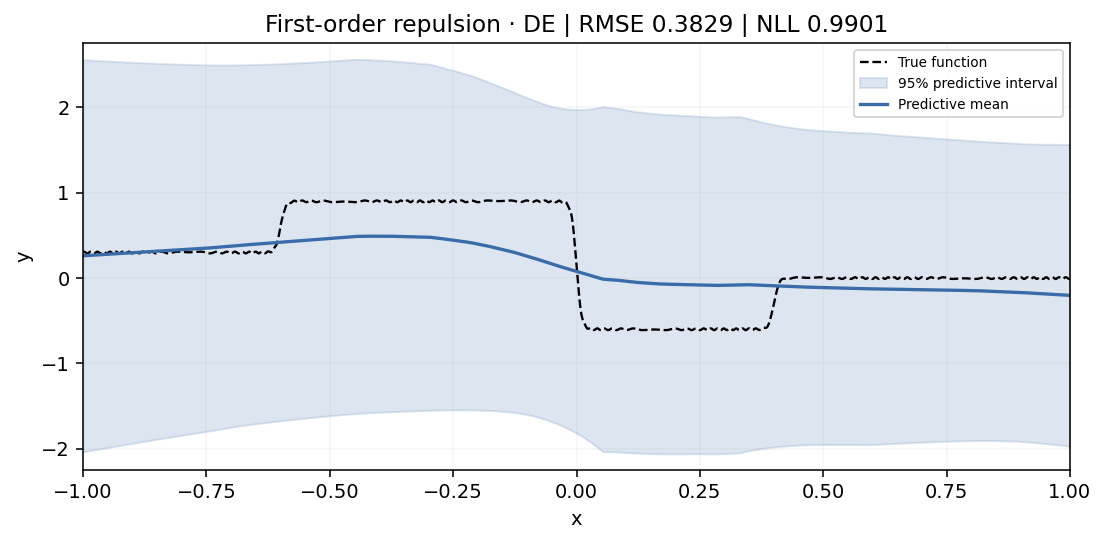 First-order repulsion · DE | RMSE 0.3829 | NLL 0.9901
True function
95% predictive interval
Predictive mean
y
2
1
0
−1
−2
−1.00 −0.75 −0.50 −0.25 0.00 0.25 0.50 0.75 1.00
x